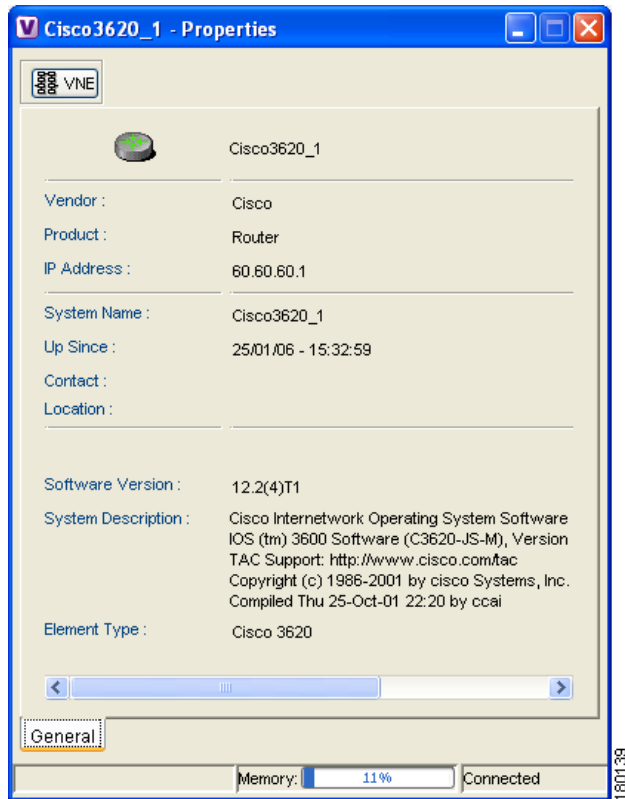 Cisco3620_1 - Properties
VNE
Cisco3620_1
Vendor : Cisco
Product : Router
IP Address : 60.60.60.1
System Name : Cisco3620_1
Up Since : 25/01/06 - 15:32:59
Contact :
Location :
Software Version : 12.2(4)T1
System Description : Cisco Internetwork Operating System Software
IOS (tm) 3600 Software (C3620-JS-M), Version
TAC Support: http://www.cisco.com/tac
Copyright (c) 1986-2001 by cisco Systems, Inc.
Compiled Thu 25-Oct-01 22:20 by ccai
Element Type : Cisco 3620
General
Memory: 11% Connected
180139